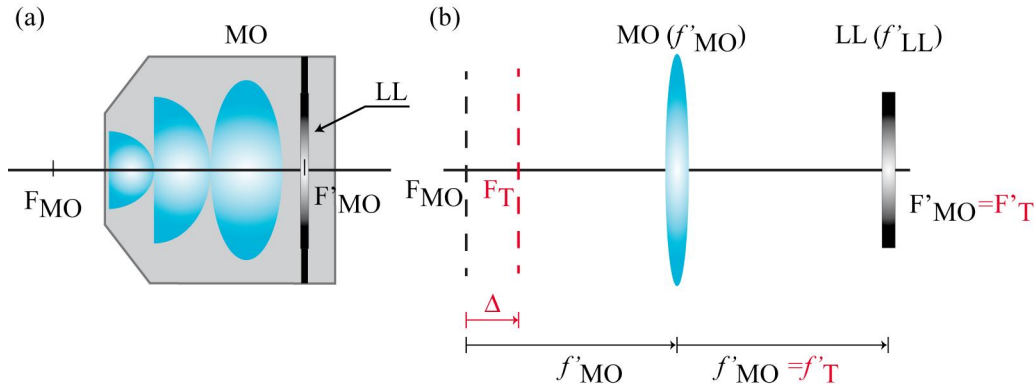 (a)
MO
LL
F_MO
F'_MO
(b)
MO (f'_MO)
LL (f'_LL)
F_MO
F_T
F'_MO=F'_T
Δ
f'_MO
f'_MO =f'_T